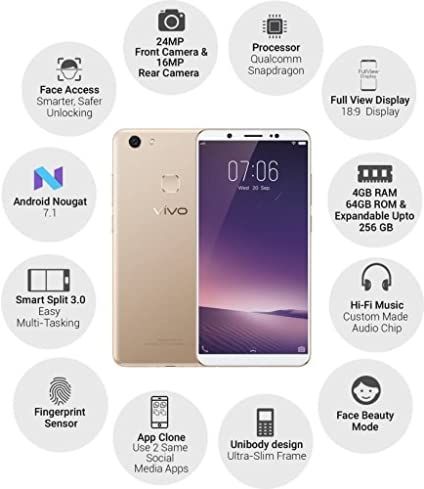 24MP
Front Camera &
16MP
Rear Camera
Processor
Qualcomm
Snapdragon
Face Access
Smarter, Safer
Unlocking
FullView
Display
Full View Display
18:9 Display
Android Nougat
7.1
vivo
07:06
Wed 20 Sep
4GB RAM
64GB ROM &
Expandable Upto
256 GB
Smart Split 3.0
Easy
Multi-Tasking
Hi-Fi Music
Custom Made
Audio Chip
Fingerprint
Sensor
App Clone
Use 2 Same
Social
Media Apps
Unibody design
Ultra-Slim Frame
Face Beauty
Mode